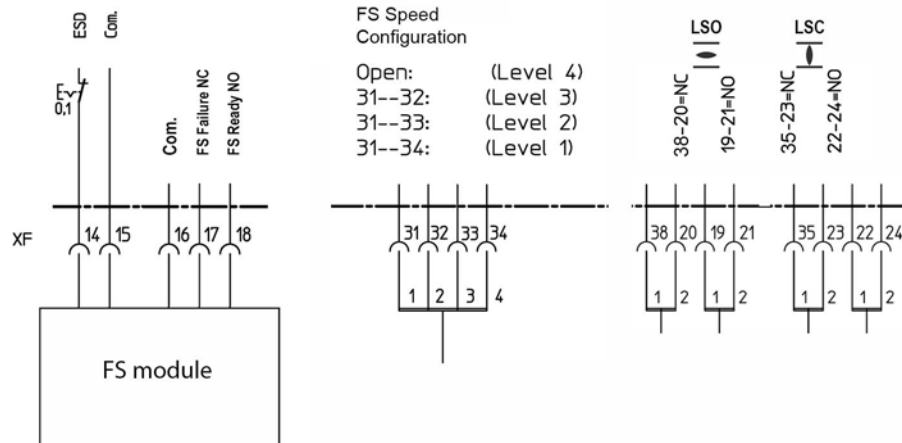 ESD
Com.
E
0,1
Com.
FS Failure NC
FS Ready NO
XF
14
15
16
17
18
FS module
FS Speed
Configuration
Open: (Level 4)
31--32: (Level 3)
31--33: (Level 2)
31--34: (Level 1)
31
32
33
34
1
2
3
4
LSO
38-20=NC
19-21=NO
LSC
35-23=NC
22-24=NO
38
20
19
21
35
23
22
24
1
2
1
2
1
2
1
2